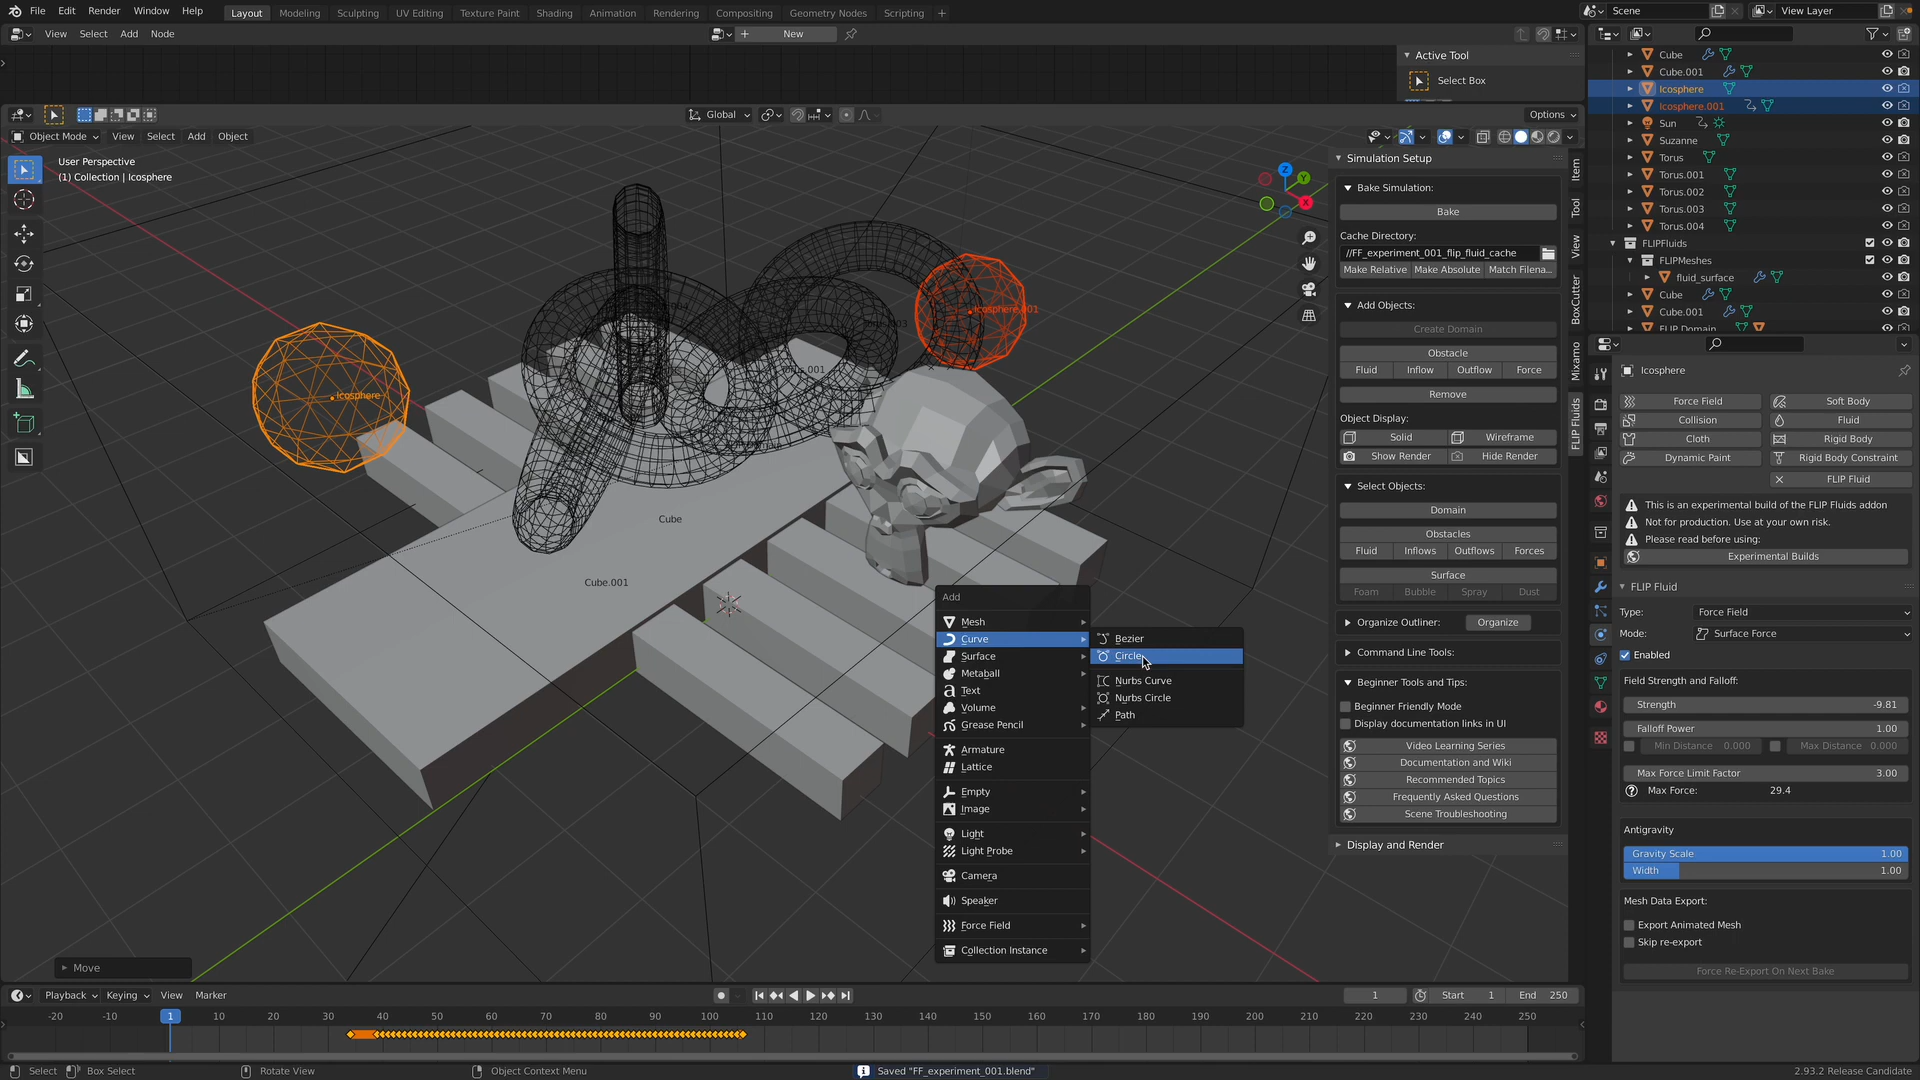 File Edit Render Window Help Layout Modeling Sculpting UV Editing Texture Paint Shading Animation Rendering Compositing Geometry Nodes Scripting + Scene View Layer
View Select Add Node New
Active Tool
Select Box
Global Options
Object Mode View Select Add Object
User Perspective
(1) Collection | Icosphere
Z
Y
X
Icosphere
Icosphere.001
Cube
Cube.001
Add
Mesh
Curve
Surface
Metaball
Text
Volume
Grease Pencil
Armature
Lattice
Empty
Image
Light
Light Probe
Camera
Speaker
Force Field
Collection Instance
Bezier
Circle
Nurbs Curve
Nurbs Circle
Path
Move
Simulation Setup
Bake Simulation:
Bake
Cache Directory:
//FF_experiment_001_flip_fluid_cache
Make Relative Make Absolute Match Filena...
Add Objects:
Create Domain
Obstacle
Fluid Inflow Outflow Force
Remove
Object Display:
Solid Wireframe
Show Render Hide Render
Select Objects:
Domain
Obstacles
Fluid Inflows Outflows Forces
Surface
Foam Bubble Spray Dust
Organize Outliner: Organize
Command Line Tools:
Beginner Tools and Tips:
Beginner Friendly Mode
Display documentation links in UI
Video Learning Series
Documentation and Wiki
Recommended Topics
Frequently Asked Questions
Scene Troubleshooting
Display and Render
Item
Tool
View
BoxCutter
Mixamo
FLIP Fluids
Cube
Cube.001
Icosphere
Icosphere.001
Sun
Suzanne
Torus
Torus.001
Torus.002
Torus.003
Torus.004
FLIPFluids
FLIPMeshes
fluid_surface
Cube
Cube.001
FLIP Domain
Icosphere
Force Field Soft Body
Collision Fluid
Cloth Rigid Body
Dynamic Paint Rigid Body Constraint
FLIP Fluid
This is an experimental build of the FLIP Fluids addon
Not for production. Use at your own risk.
Please read before using:
Experimental Builds
FLIP Fluid
Type: Force Field
Mode: Surface Force
Enabled
Field Strength and Falloff:
Strength -9.81
Falloff Power 1.00
Min Distance 0.000 Max Distance 0.000
Max Force Limit Factor 3.00
Max Force: 29.4
Antigravity
Gravity Scale 1.00
Width 1.00
Mesh Data Export:
Export Animated Mesh
Skip re-export
Force Re-Export On Next Bake
Playback Keying View Marker 1 Start 1 End 250
-20 -10 1 10 20 30 40 50 60 70 80 90 100 110 120 130 140 150 160 170 180 190 200 210 220 230 240 250
Select Box Select Rotate View Object Context Menu Saved "FF_experiment_001.blend" 2.93.2 Release Candidate